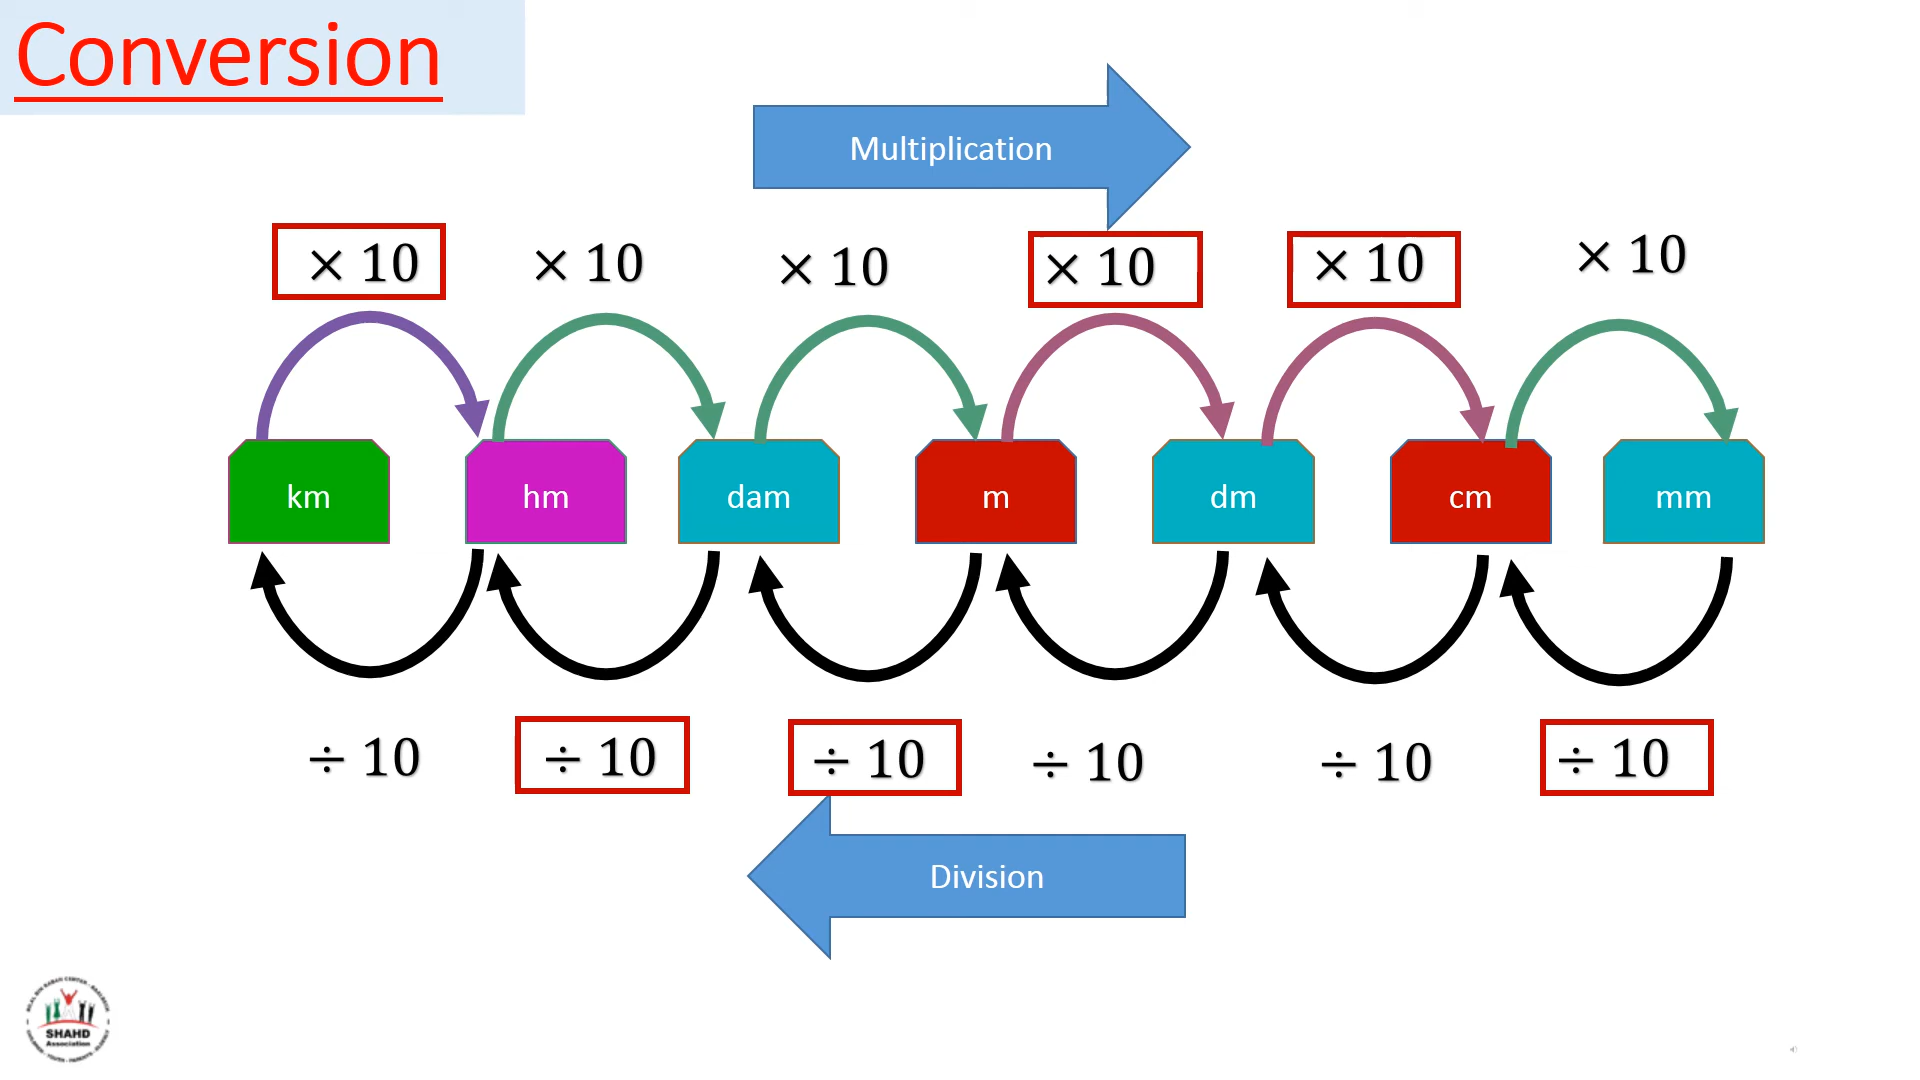 Conversion
Multiplication
× 10
× 10
× 10
× 10
× 10
× 10
km
hm
dam
m
dm
cm
mm
÷ 10
÷ 10
÷ 10
÷ 10
÷ 10
÷ 10
Division
SHAHD
Association